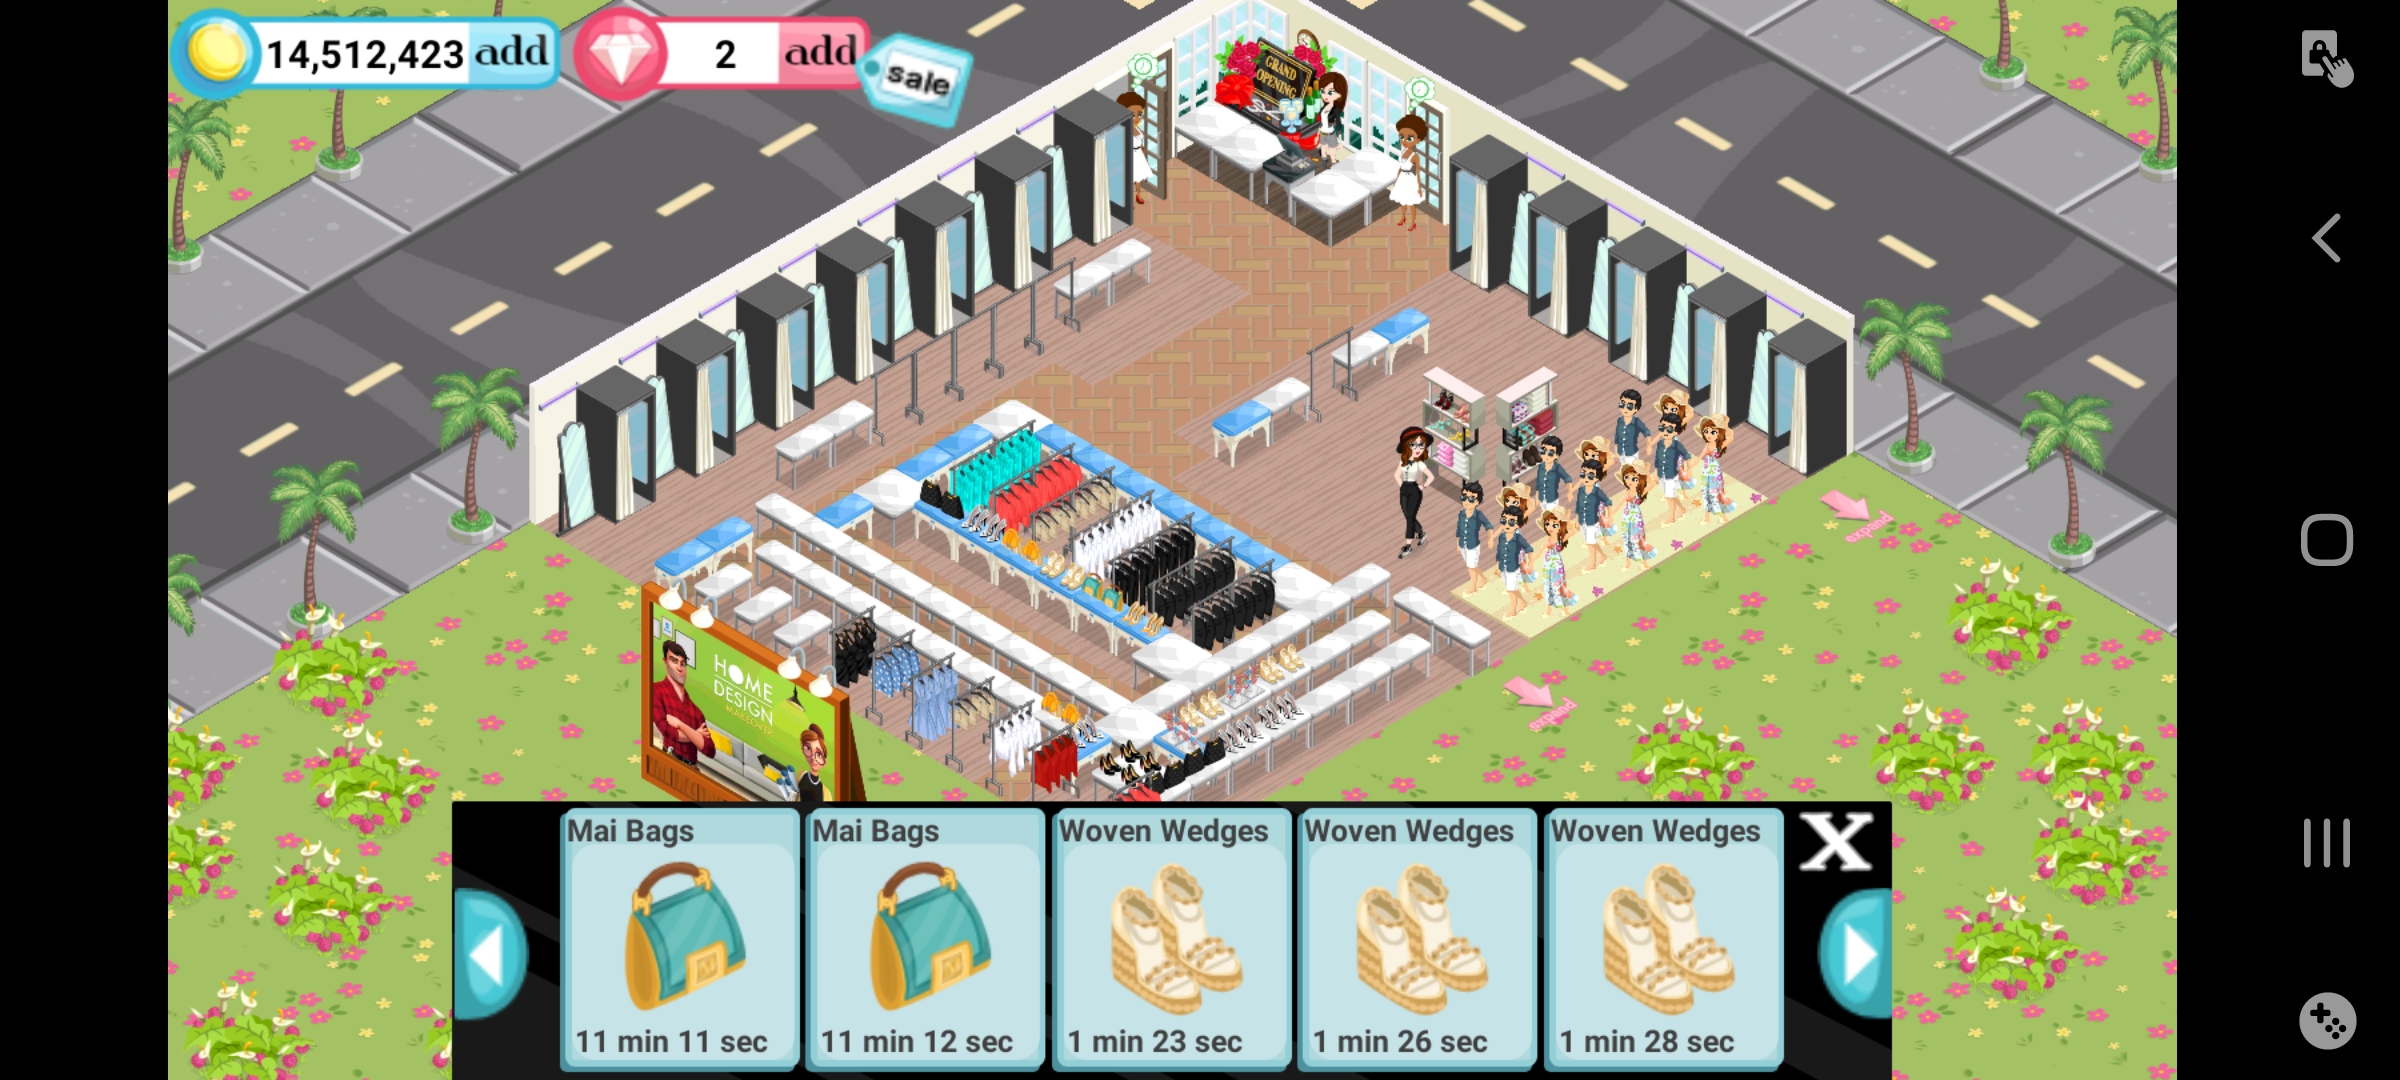 14,512,423 add
2 add
sale
GRAND
OPENING
expand
expand
HOME
DESIGN
MAKEOVER
Mai Bags
11 min 11 sec
Mai Bags
11 min 12 sec
Woven Wedges
1 min 23 sec
Woven Wedges
1 min 26 sec
Woven Wedges
1 min 28 sec
X